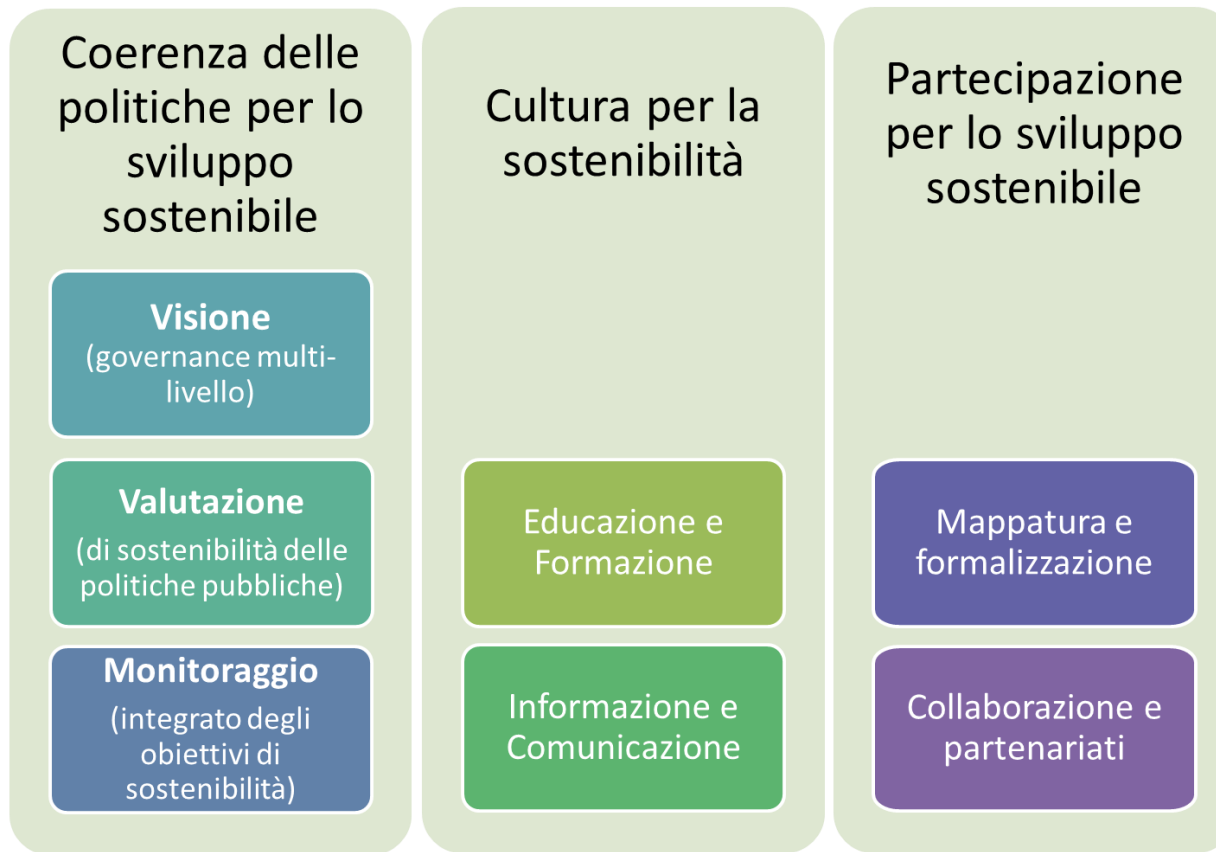 Coerenza delle
politiche per lo
sviluppo
sostenibile
Visione
(governance multi-
livello)
Valutazione
(di sostenibilità delle
politiche pubbliche)
Monitoraggio
(integrato degli
obiettivi di
sostenibilità)
Cultura per la
sostenibilità
Educazione e
Formazione
Informazione e
Comunicazione
Partecipazione
per lo sviluppo
sostenibile
Mappatura e
formalizzazione
Collaborazione e
partenariati